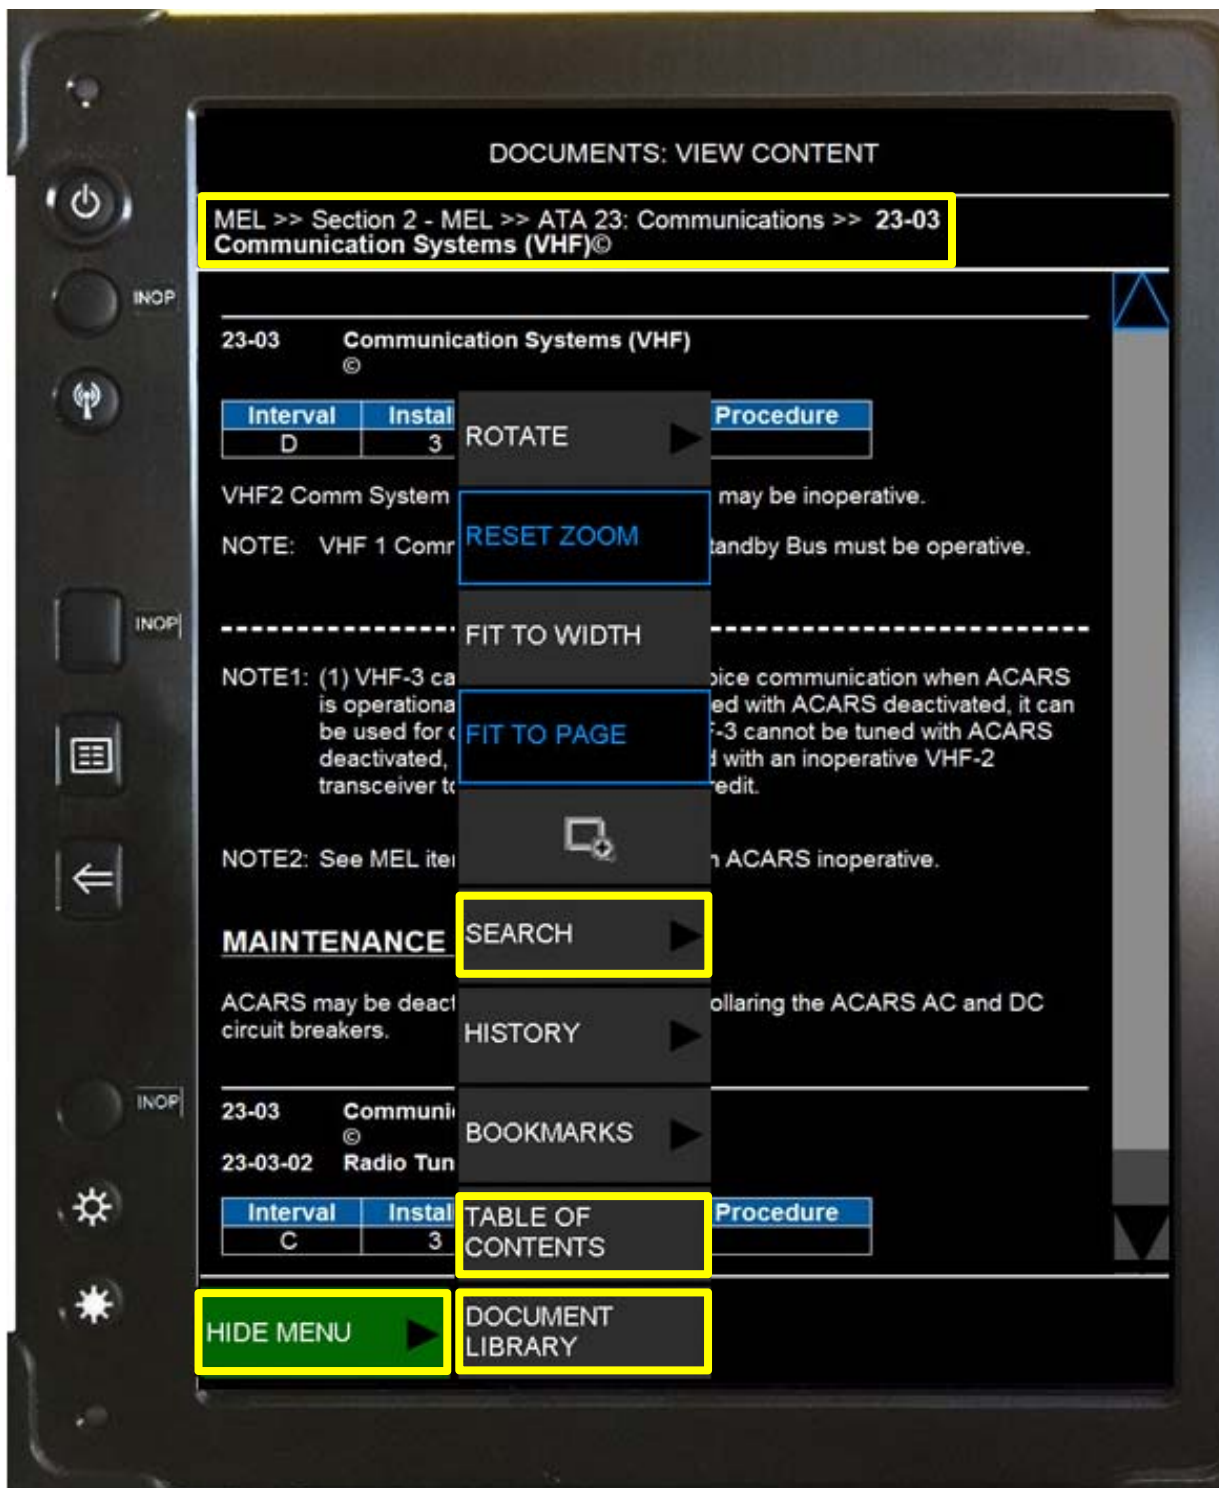 DOCUMENTS: VIEW CONTENT
MEL >> Section 2 - MEL >> ATA 23: Communications >> 23-03
Communication Systems (VHF)©
INOP
23-03 Communication Systems (VHF)
©
Interval Instal Procedure
D 3
ROTATE
VHF2 Comm System may be inoperative.
RESET ZOOM
NOTE: VHF 1 Comm tandby Bus must be operative.
INOP
FIT TO WIDTH
NOTE1: (1) VHF-3 ca oice communication when ACARS
is operationa ed with ACARS deactivated, it can
be used for -3 cannot be tuned with ACARS
FIT TO PAGE
deactivated, with an inoperative VHF-2
transceiver to edit.
NOTE2: See MEL ite ACARS inoperative.
SEARCH
MAINTENANCE
ACARS may be deact ollaring the ACARS AC and DC
circuit breakers.
HISTORY
INOP
23-03 Communi
©
BOOKMARKS
23-03-02 Radio Tun
Interval Instal Procedure
C 3
TABLE OF
CONTENTS
HIDE MENU
DOCUMENT
LIBRARY